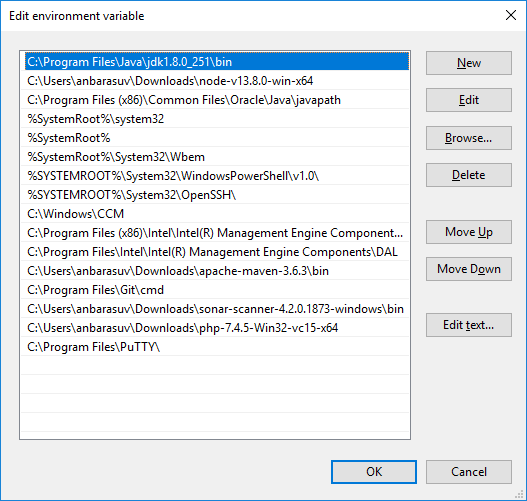 Edit environment variable
C:\Program Files\Java\jdk1.8.0_251\bin
C:\Users\anbarasuv\Downloads\node-v13.8.0-win-x64
C:\Program Files (x86)\Common Files\Oracle\Java\javapath
%SystemRoot%\system32
%SystemRoot%
%SystemRoot%\System32\Wbem
%SYSTEMROOT%\System32\WindowsPowerShell\v1.0\
%SYSTEMROOT%\System32\OpenSSH\
C:\Windows\CCM
C:\Program Files (x86)\Intel\Intel(R) Management Engine Component...
C:\Program Files\Intel\Intel(R) Management Engine Components\DAL
C:\Users\anbarasuv\Downloads\apache-maven-3.6.3\bin
C:\Program Files\Git\cmd
C:\Users\anbarasuv\Downloads\sonar-scanner-4.2.0.1873-windows\bin
C:\Users\anbarasuv\Downloads\php-7.4.5-Win32-vc15-x64
C:\Program Files\PuTTY\
New
Edit
Browse...
Delete
Move Up
Move Down
Edit text...
OK
Cancel